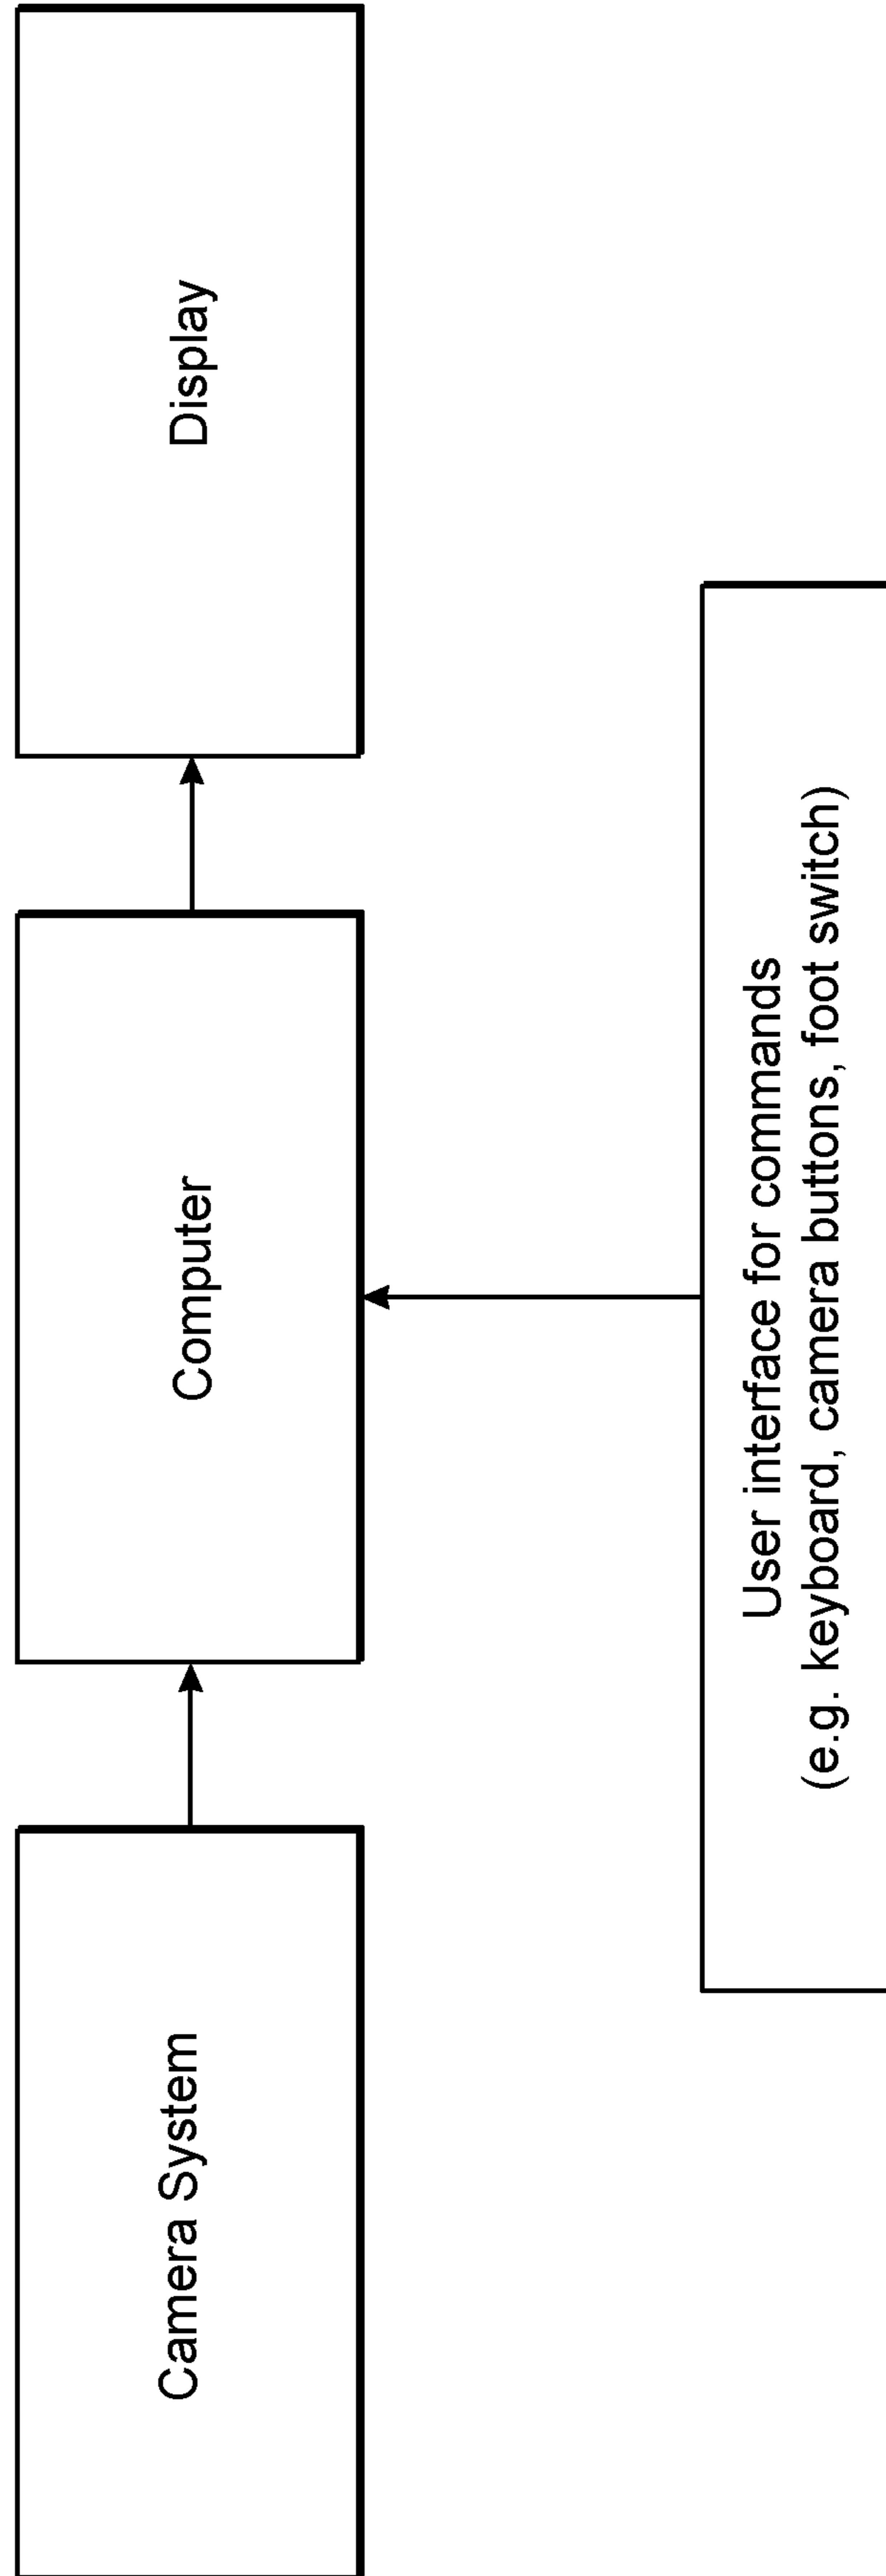 Camera System
Computer
Display
User interface for commands
(e.g. keyboard, camera buttons, foot switch)